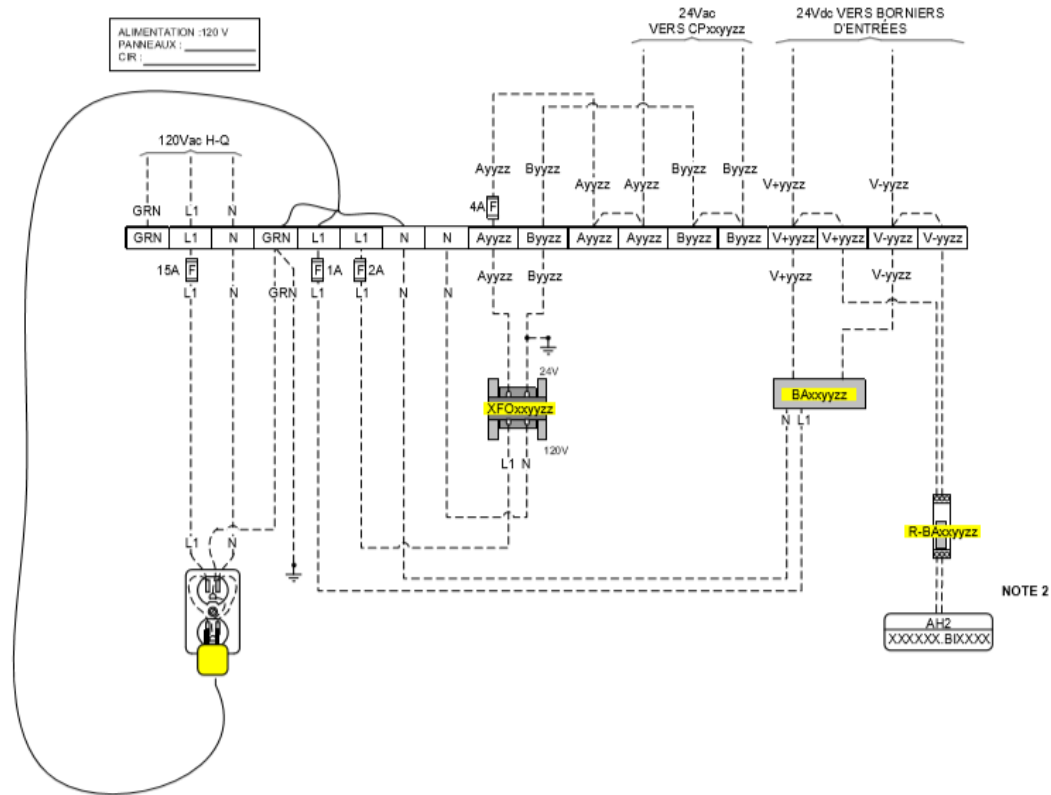 ALIMENTATION :120 V
PANNEAUX :
CIR :
24Vac
VERS CPxxyyzz
24Vdc VERS BORNIERS
D'ENTRÉES
120Vac H-Q
Ayyzz Byyzz Ayyzz Ayyzz Byyzz Byyzz V+yyzz V-yyzz
GRN L1 N
4A F
GRN L1 N GRN L1 L1 N N Ayyzz Byyzz Ayyzz Ayyzz Byyzz Byyzz V+yyzz V+yyzz V-yyzz V-yyzz
15A F F 1A F 2A
Ayyzz Byyzz V+yyzz V-yyzz
L1 N GRN L1 L1 N N
24V
XFOxxyyzz
BAxxyyzz
N L1
120V
L1 N
R-BAxxyyzz
L1 N
NOTE 2
AH2
XXXXXX.BIXXXX